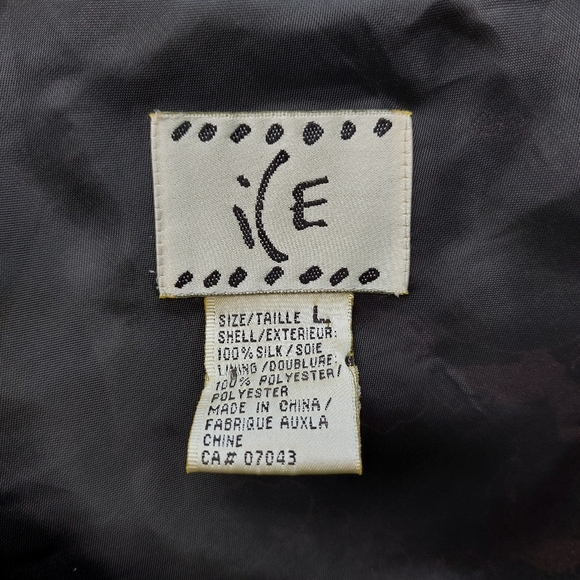 iCE
SIZE/TAILLE L
SHELL/EXTERIEUR:
100% SILK/SOIE
LINING/DOUBLURE:
100% POLYESTER/
POLYESTER
MADE IN CHINA/
FABRIQUE AUXLA
CHINE
CA# 07043